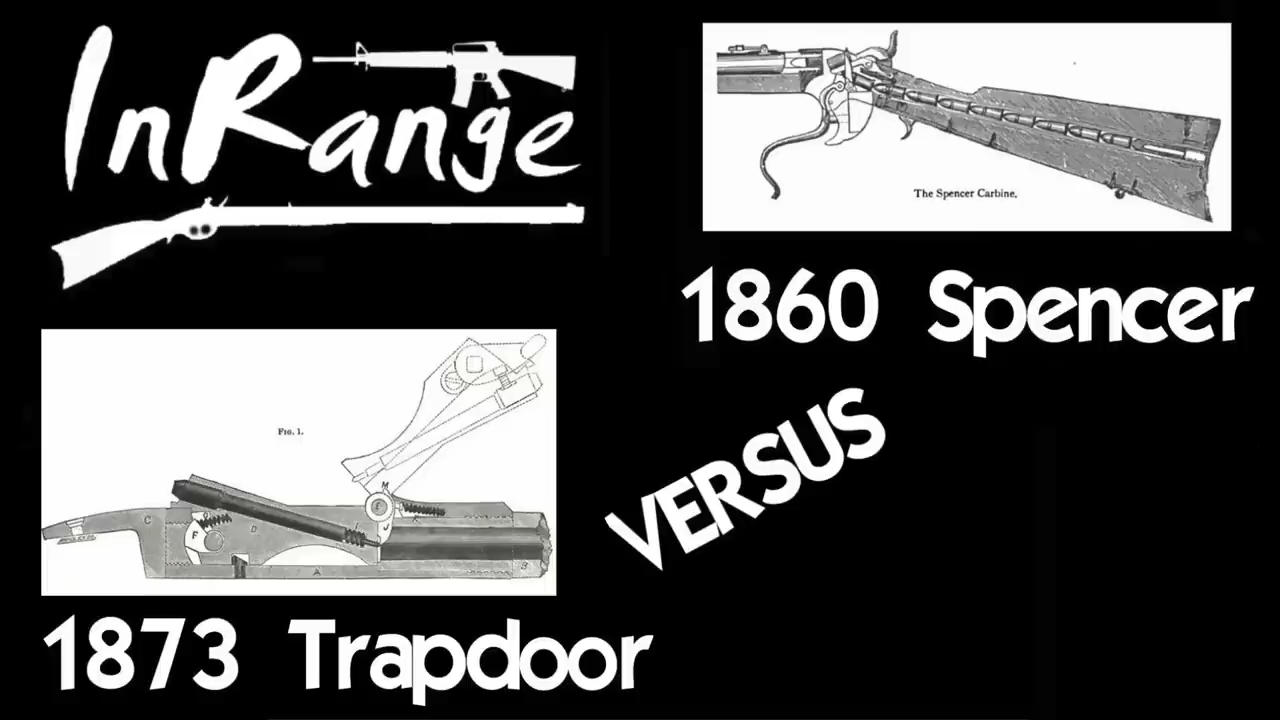 InRange
The Spencer Carbine.
1860 Spencer
FIG. 1.
VERSUS
1873 Trapdoor